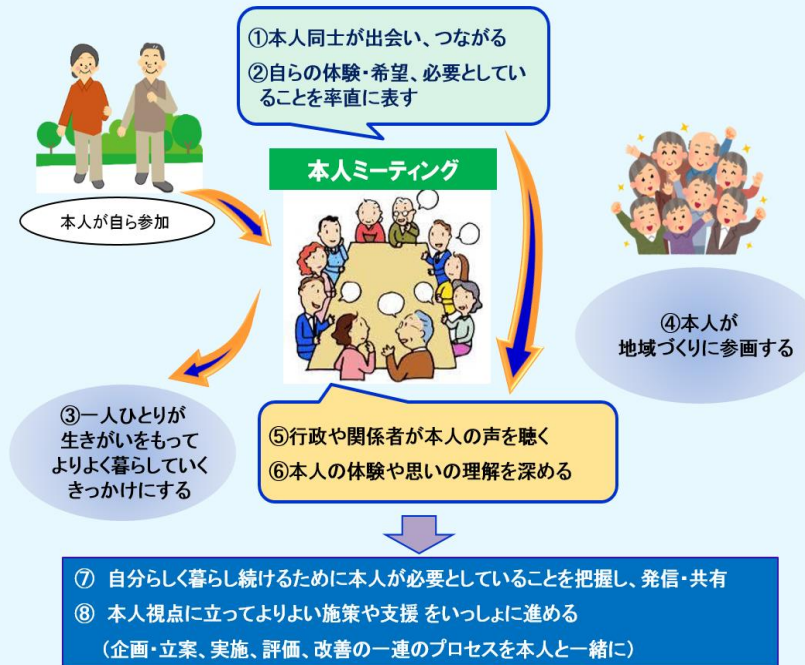 ①本人同士が出会い、つながる
②自らの体験・希望、必要としてい
ることを率直に表す
本人ミーティング
本人が自ら参加
④本人が
地域づくりに参画する
③一人ひとりが
生きがいをもって
よりよく暮らしていく
きっかけにする
⑤行政や関係者が本人の声を聴く
⑥本人の体験や思いの理解を深める
⑦ 自分らしく暮らし続けるために本人が必要としていることを把握し、発信・共有
⑧ 本人視点に立ってよりよい施策や支援 をいっしょに進める
(企画・立案、実施、評価、改善の一連のプロセスを本人と一緒に)